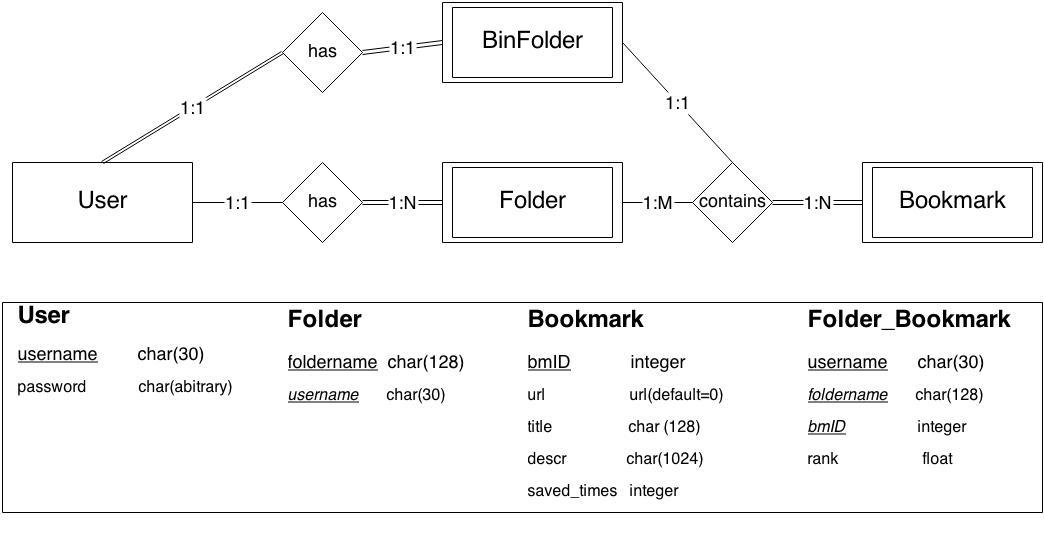 has
1:1
BinFolder
1:1
1:1
User
1:1
has
1:N
Folder
1:M
contains
1:N
Bookmark
User
username char(30)
password char(abitrary)
Folder
foldername char(128)
username char(30)
Bookmark
bmID integer
url url(default=0)
title char (128)
descr char(1024)
saved_times integer
Folder_Bookmark
username char(30)
foldername char(128)
bmID integer
rank float